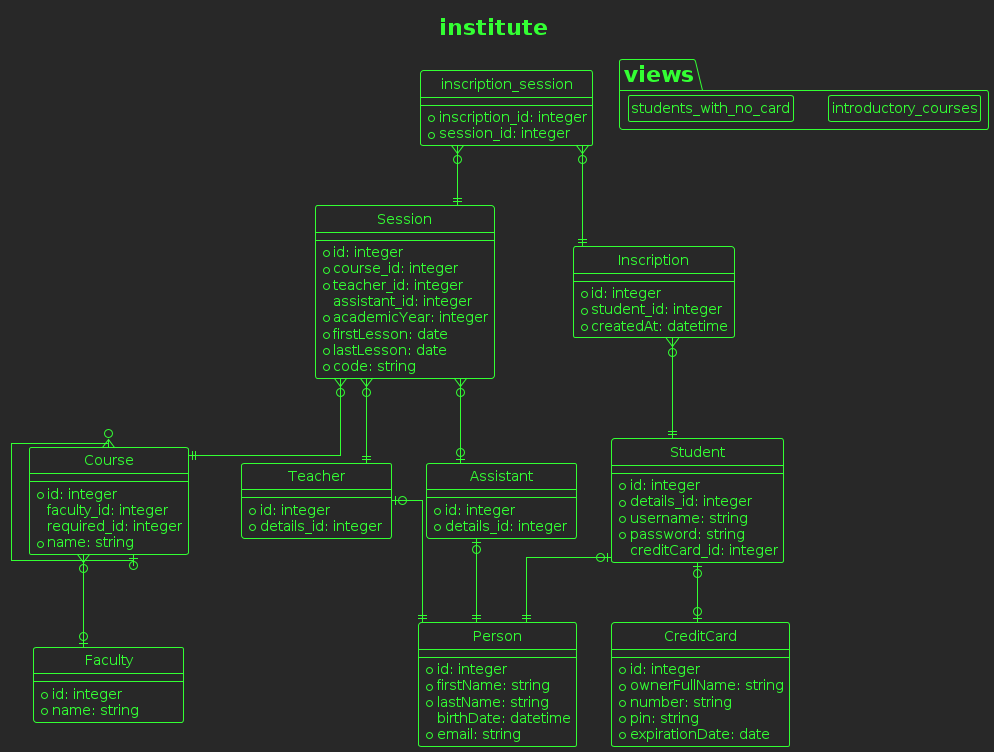 institute
inscription_session
inscription_id: integer
session_id: integer
views
students_with_no_card
introductory_courses
Session
id: integer
course_id: integer
teacher_id: integer
assistant_id: integer
academicYear: integer
firstLesson: date
lastLesson: date
code: string
Inscription
id: integer
student_id: integer
createdAt: datetime
Course
id: integer
faculty_id: integer
required_id: integer
name: string
Teacher
id: integer
details_id: integer
Assistant
id: integer
details_id: integer
Student
id: integer
details_id: integer
username: string
password: string
creditCard_id: integer
Faculty
id: integer
name: string
Person
id: integer
firstName: string
lastName: string
birthDate: datetime
email: string
CreditCard
id: integer
ownerFullName: string
number: string
pin: string
expirationDate: date